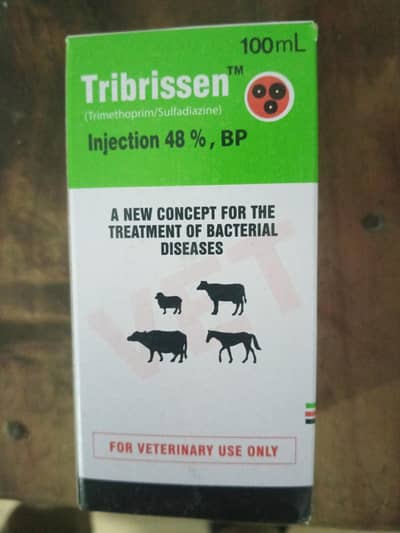 100mL
Tribrissen™
(Trimethoprim/Sulfadiazine)
Injection 48 %, BP
A NEW CONCEPT FOR THE
TREATMENT OF BACTERIAL
DISEASES
VET
FOR VETERINARY USE ONLY